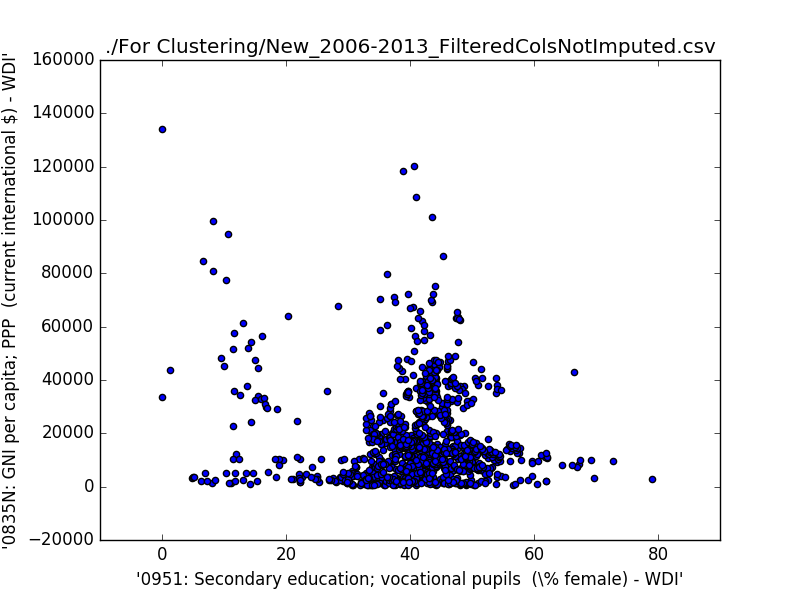 ./For Clustering/New_2006-2013_FilteredColsNotImputed.csv
'0835N: GNI per capita; PPP  (current international $) - WDI'
160000
140000
120000
100000
80000
60000
40000
20000
0
−20000
0 20 40 60 80
'0951: Secondary education; vocational pupils  (\% female) - WDI'